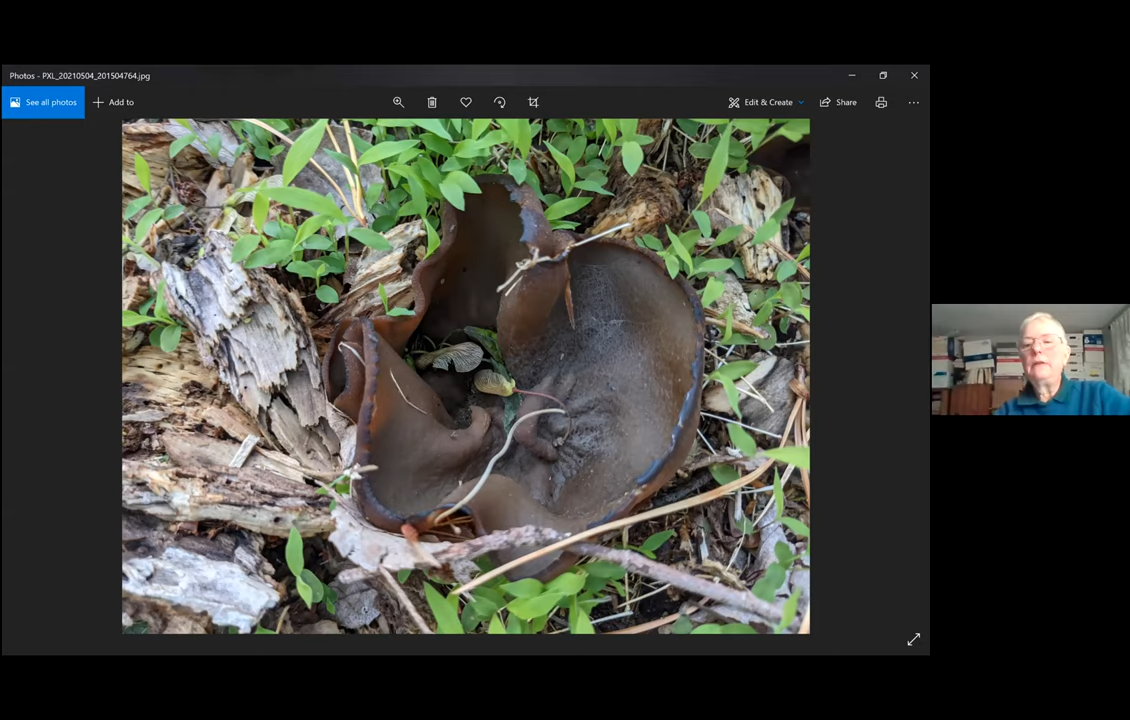 Photos - PXL_20210504_201504764.jpg
See all photos
Add to
Edit & Create
Share